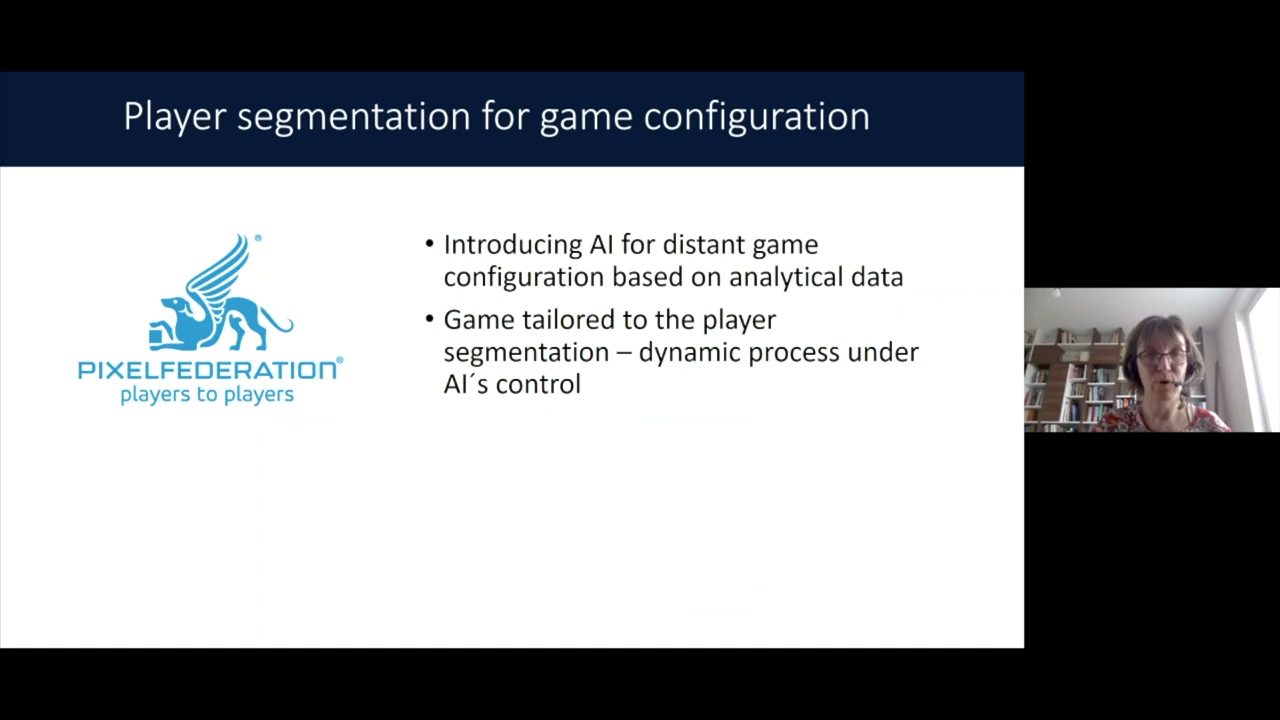 Player segmentation for game configuration
®
PIXELFEDERATION®
players to players
• Introducing AI for distant game
configuration based on analytical data
• Game tailored to the player
segmentation – dynamic process under
AI´s control